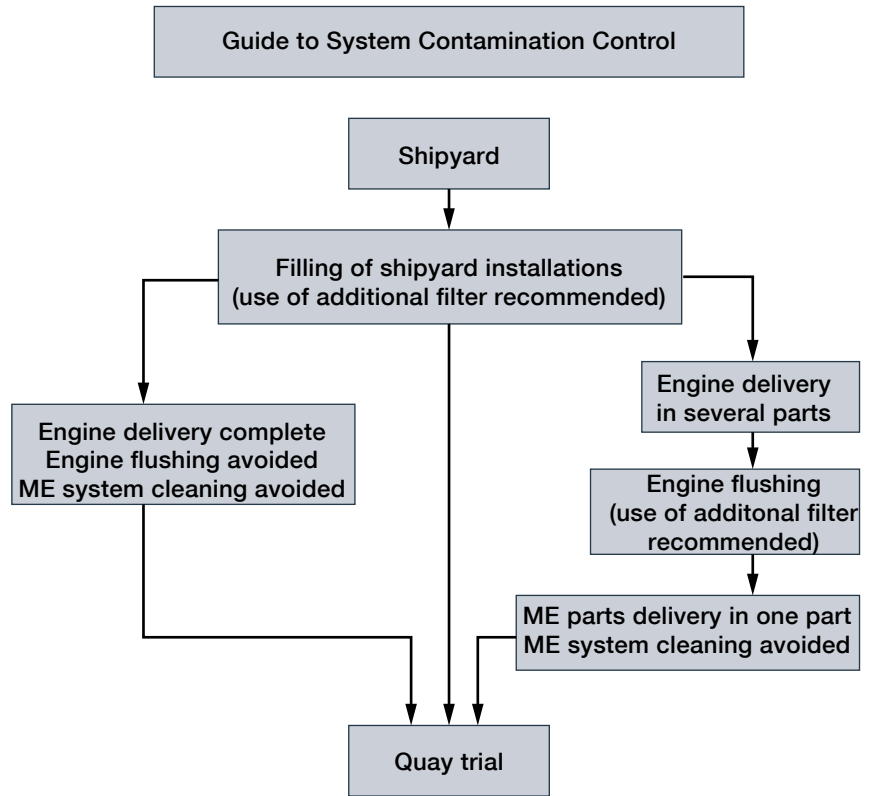 Guide to System Contamination Control
Shipyard
Filling of shipyard installations
(use of additional filter recommended)
Engine delivery complete
Engine flushing avoided
ME system cleaning avoided
Engine delivery
in several parts
Engine flushing
(use of additonal filter
recommended)
ME parts delivery in one part
ME system cleaning avoided
Quay trial